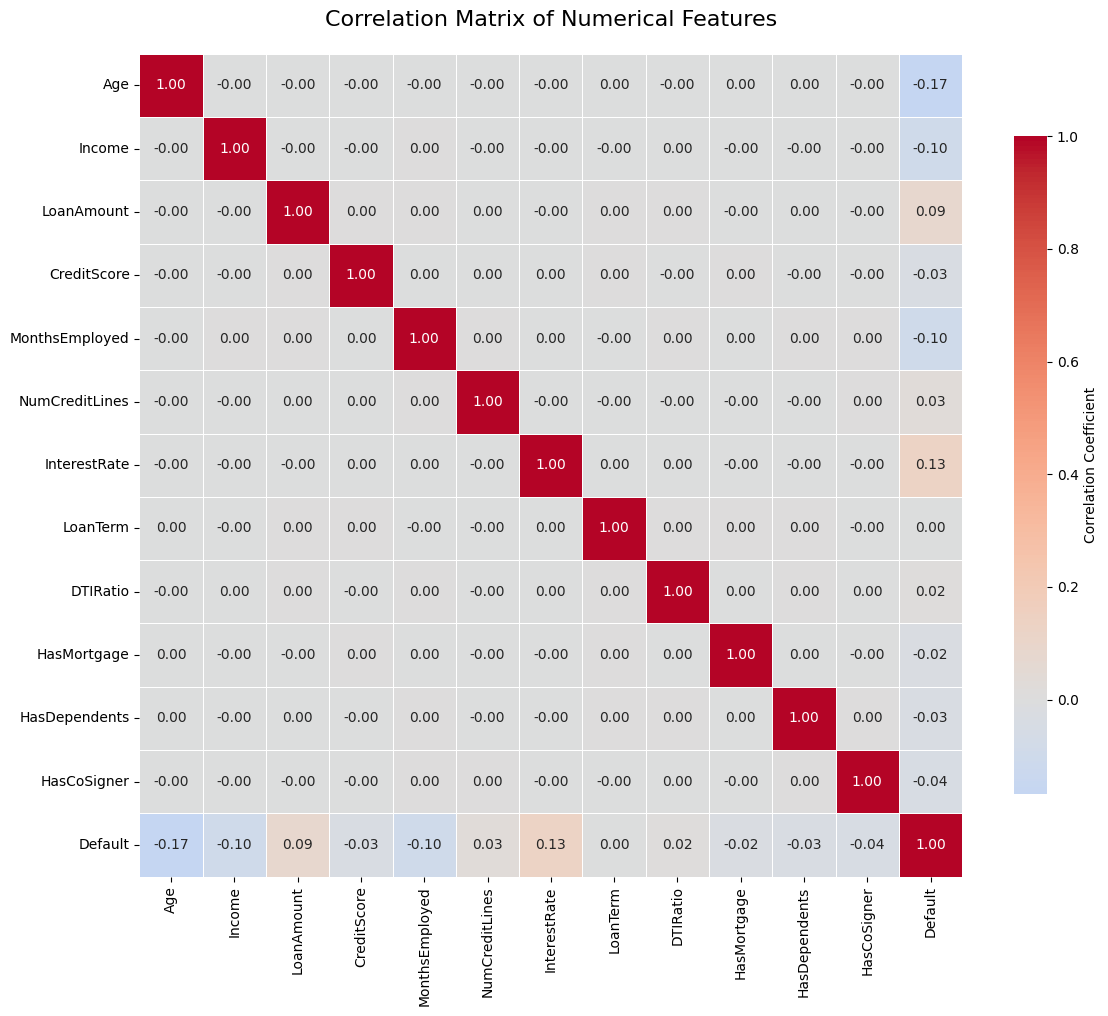 Correlation Matrix of Numerical Features
Age 1.00 -0.00 -0.00 -0.00 -0.00 -0.00 -0.00 0.00 -0.00 0.00 0.00 -0.00 -0.17
Income -0.00 1.00 -0.00 -0.00 0.00 -0.00 -0.00 -0.00 0.00 -0.00 -0.00 -0.00 -0.10
LoanAmount -0.00 -0.00 1.00 0.00 0.00 0.00 -0.00 0.00 0.00 -0.00 0.00 -0.00 0.09
CreditScore -0.00 -0.00 0.00 1.00 0.00 0.00 0.00 0.00 -0.00 0.00 -0.00 -0.00 -0.03
MonthsEmployed -0.00 0.00 0.00 0.00 1.00 0.00 0.00 -0.00 0.00 0.00 0.00 0.00 -0.10
NumCreditLines -0.00 -0.00 0.00 0.00 0.00 1.00 -0.00 -0.00 -0.00 -0.00 -0.00 0.00 0.03
InterestRate -0.00 -0.00 -0.00 0.00 0.00 -0.00 1.00 0.00 0.00 -0.00 -0.00 -0.00 0.13
LoanTerm 0.00 -0.00 0.00 0.00 -0.00 -0.00 0.00 1.00 0.00 0.00 0.00 -0.00 0.00
DTIRatio -0.00 0.00 0.00 -0.00 0.00 -0.00 0.00 0.00 1.00 0.00 0.00 0.00 0.02
HasMortgage 0.00 -0.00 -0.00 0.00 0.00 -0.00 -0.00 0.00 0.00 1.00 0.00 -0.00 -0.02
HasDependents 0.00 -0.00 0.00 -0.00 0.00 -0.00 -0.00 0.00 0.00 0.00 1.00 0.00 -0.03
HasCoSigner -0.00 -0.00 -0.00 -0.00 0.00 0.00 -0.00 -0.00 0.00 -0.00 0.00 1.00 -0.04
Default -0.17 -0.10 0.09 -0.03 -0.10 0.03 0.13 0.00 0.02 -0.02 -0.03 -0.04 1.00
Age
Income
LoanAmount
CreditScore
MonthsEmployed
NumCreditLines
InterestRate
LoanTerm
DTIRatio
HasMortgage
HasDependents
HasCoSigner
Default
1.0
0.8
0.6
0.4
0.2
0.0
Correlation Coefficient